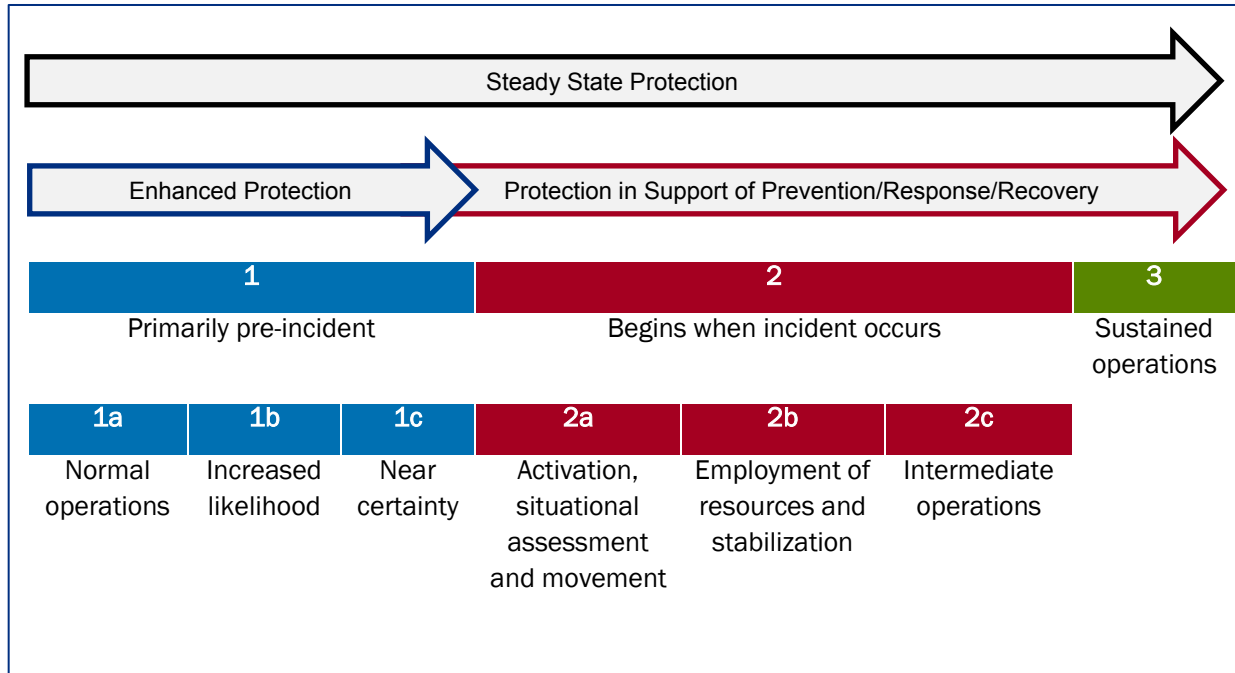 Steady State Protection
Enhanced Protection
Protection in Support of Prevention/Response/Recovery
1
2
3
Primarily pre-incident
Begins when incident occurs
Sustained
operations
1a
1b
1c
2a
2b
2c
Normal
operations
Increased
likelihood
Near
certainty
Activation,
situational
assessment
and movement
Employment of
resources and
stabilization
Intermediate
operations